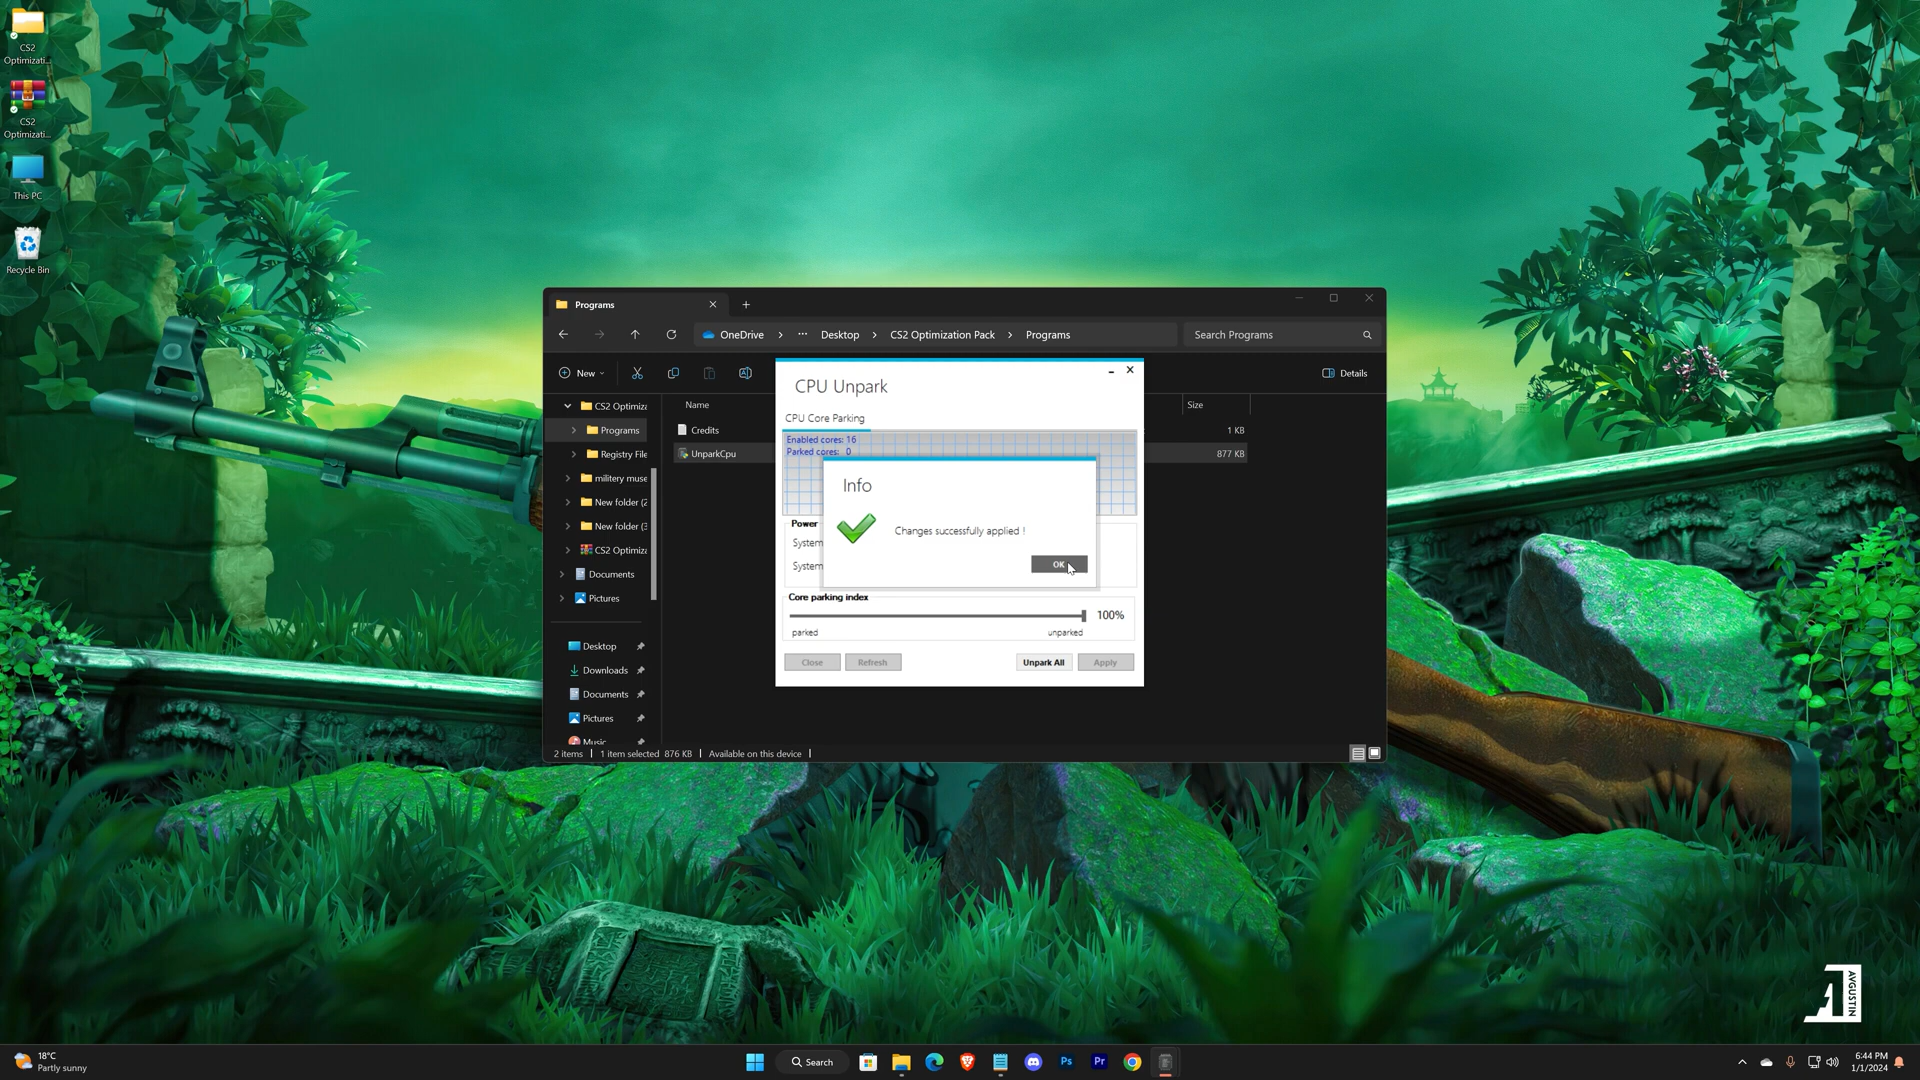 CS2
Optimizati...
CS2
Optimizati...
This PC
Recycle Bin
Programs
OneDrive
Desktop
CS2 Optimization Pack
Programs
Search Programs
New
Details
Name
Size
CS2 Optimiza
Programs
Registry File
militery muse
New folder (2
New folder (3
CS2 Optimiza
Documents
Pictures
Desktop
Downloads
Documents
Pictures
Music
Credits
1 KB
UnparkCpu
877 KB
CPU Unpark
CPU Core Parking
Enabled cores: 16
Parked cores: 0
Info
Changes successfully applied !
OK
Power
System
System
Core parking index
100%
parked
unparked
Close
Refresh
Unpark All
Apply
2 items
1 item selected 876 KB
Available on this device
AVGUSTIN
18°C
Partly sunny
Search
Ps
Pr
6:44 PM
1/1/2024